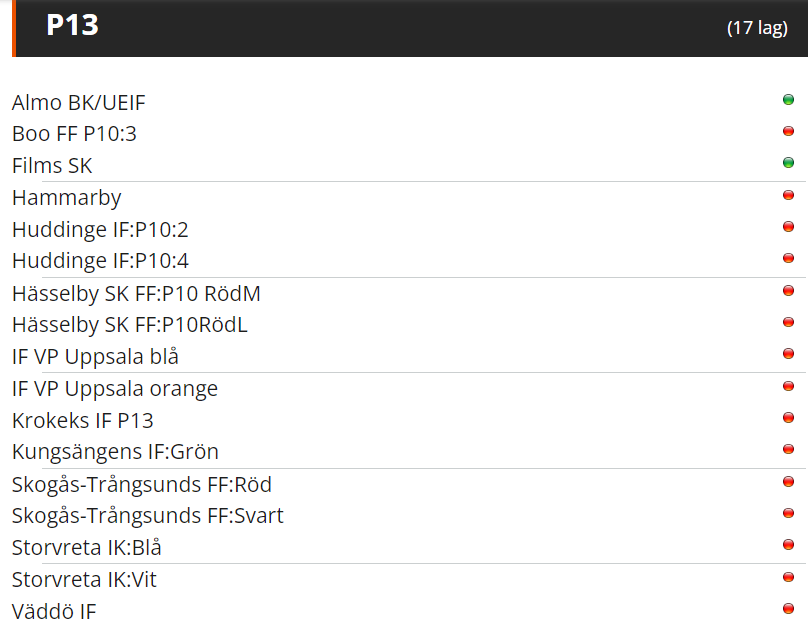 P13
(17 lag)
Almo BK/UEIF
Boo FF P10:3
Films SK
Hammarby
Huddinge IF:P10:2
Huddinge IF:P10:4
Hässelby SK FF:P10 RödM
Hässelby SK FF:P10RödL
IF VP Uppsala blå
IF VP Uppsala orange
Krokeks IF P13
Kungsängens IF:Grön
Skogås-Trångsunds FF:Röd
Skogås-Trångsunds FF:Svart
Storvreta IK:Blå
Storvreta IK:Vit
Väddö IF